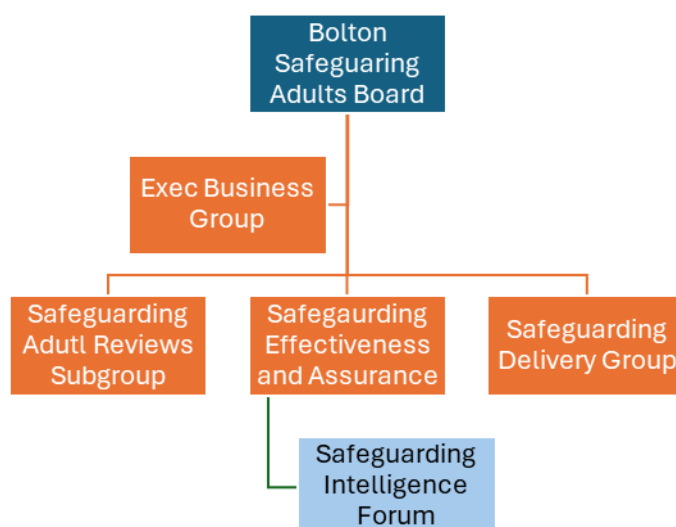 Bolton
Safeguaring
Adults Board
Exec Business
Group
Safeguarding
Adutl Reviews
Subgroup
Safegaurding
Effectiveness
and Assurance
Safeguarding
Delivery Group
Safeguarding
Intelligence
Forum